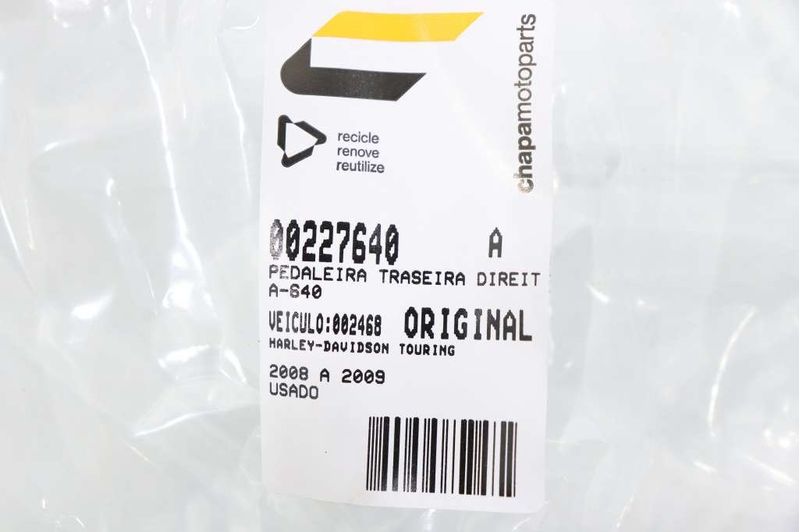 chapamotoparts
recicle
renove
reutilize
00227640 A
PEDALEIRA TRASEIRA DIREIT
A-640
VEICULO:002468 ORIGINAL
HARLEY-DAVIDSON TOURING
2008 A 2009
USADO